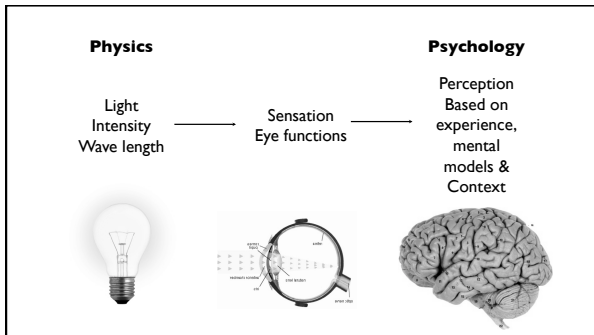 Physics
Psychology
Light
Intensity
Wave length
Sensation
Eye functions
Perception
Based on
experience,
mental
models &
Context